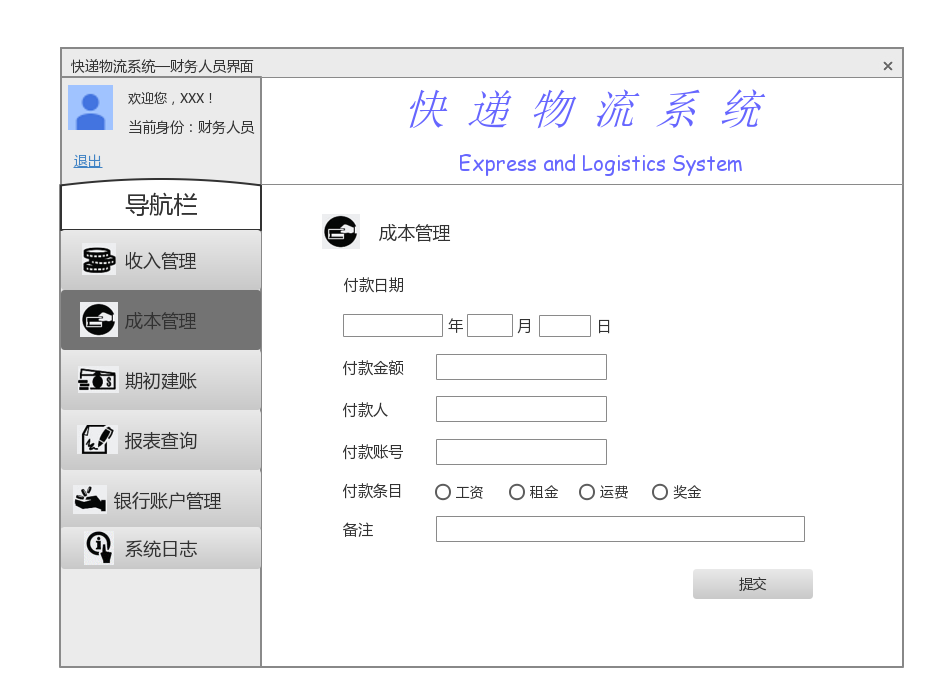 快递物流系统—财务人员界面
×
欢迎您，XXX！
当前身份：财务人员
退出
快递物流系统
Express and Logistics System
导航栏
收入管理
成本管理
期初建账
报表查询
银行账户管理
系统日志
成本管理
付款日期
年 月 日
付款金额
付款人
付款账号
付款条目 工资 租金 运费 奖金
备注
提交